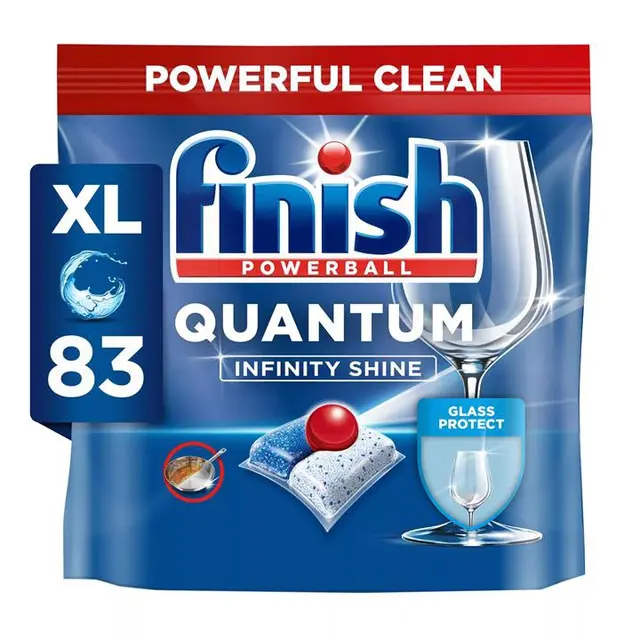 POWERFUL CLEAN
XL
83
finish
POWERBALL
QUANTUM
INFINITY SHINE
GLASS
PROTECT